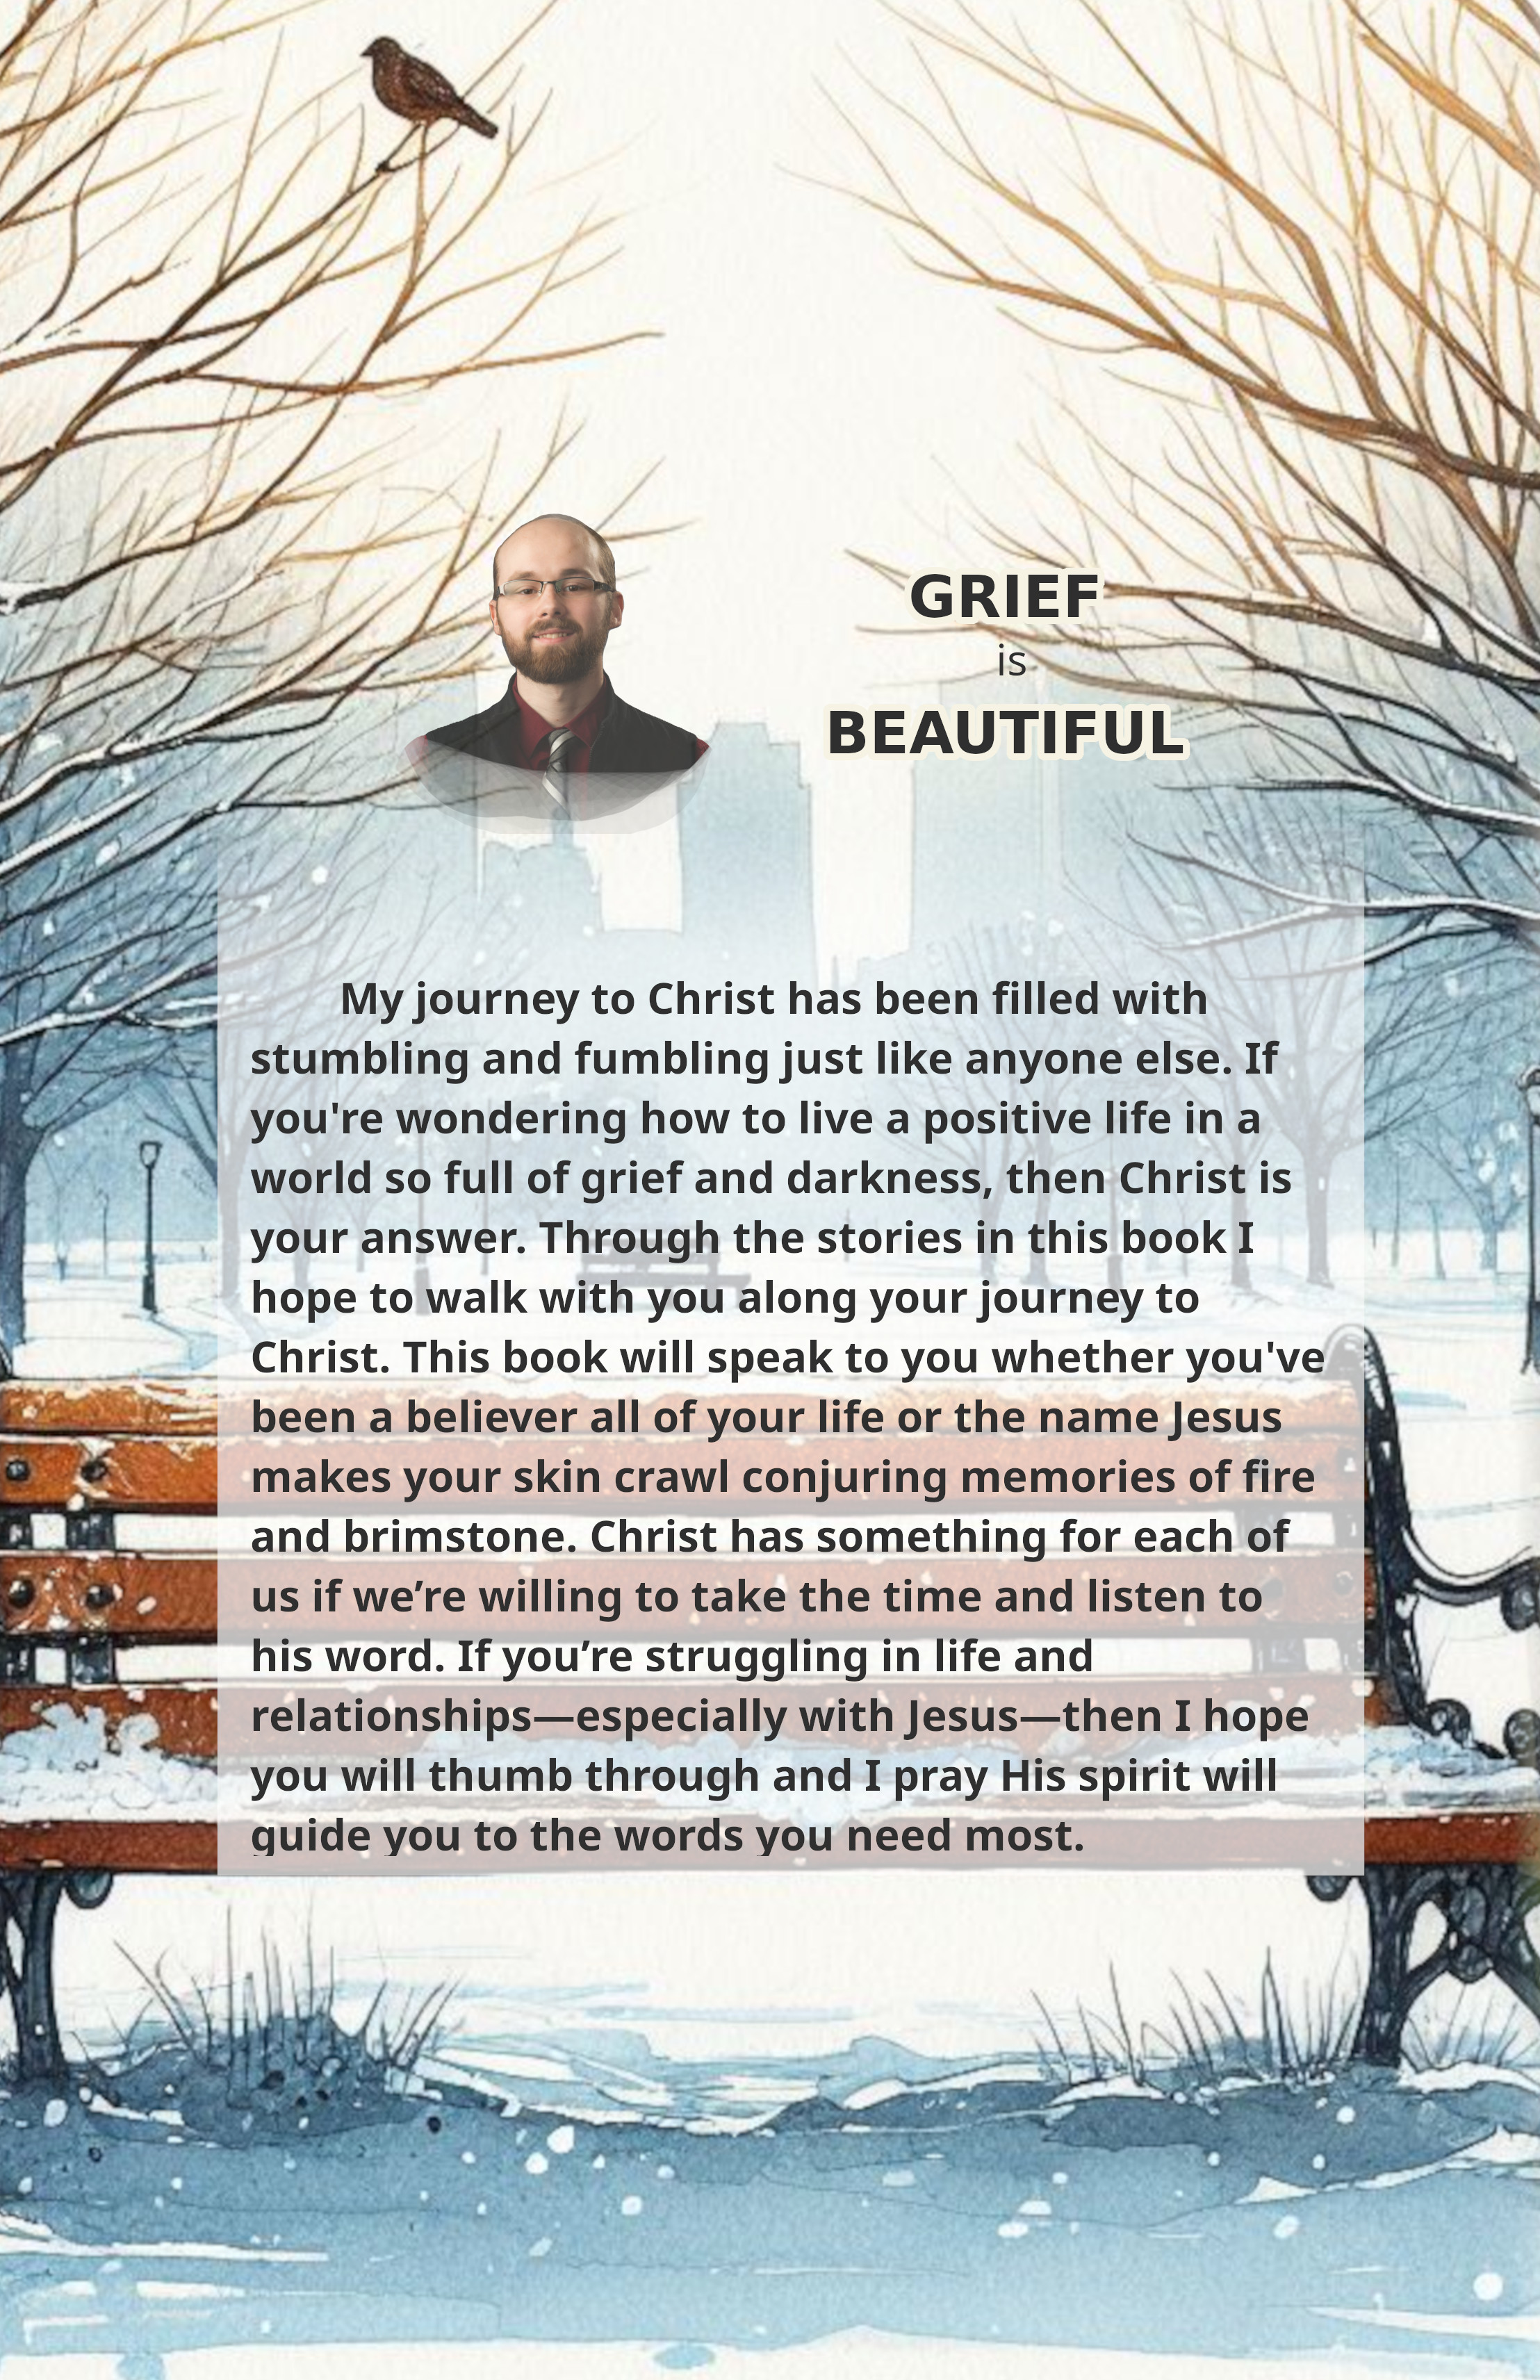 GRIEF
is
BEAUTIFUL
My journey to Christ has been filled with
stumbling and fumbling just like anyone else. If
you're wondering how to live a positive life in a
world so full of grief and darkness, then Christ is
your answer. Through the stories in this book I
hope to walk with you along your journey to
Christ. This book will speak to you whether you've
been a believer all of your life or the name Jesus
makes your skin crawl conjuring memories of fire
and brimstone. Christ has something for each of
us if we’re willing to take the time and listen to
his word. If you’re struggling in life and
relationships—especially with Jesus—then I hope
you will thumb through and I pray His spirit will
guide you to the words you need most.